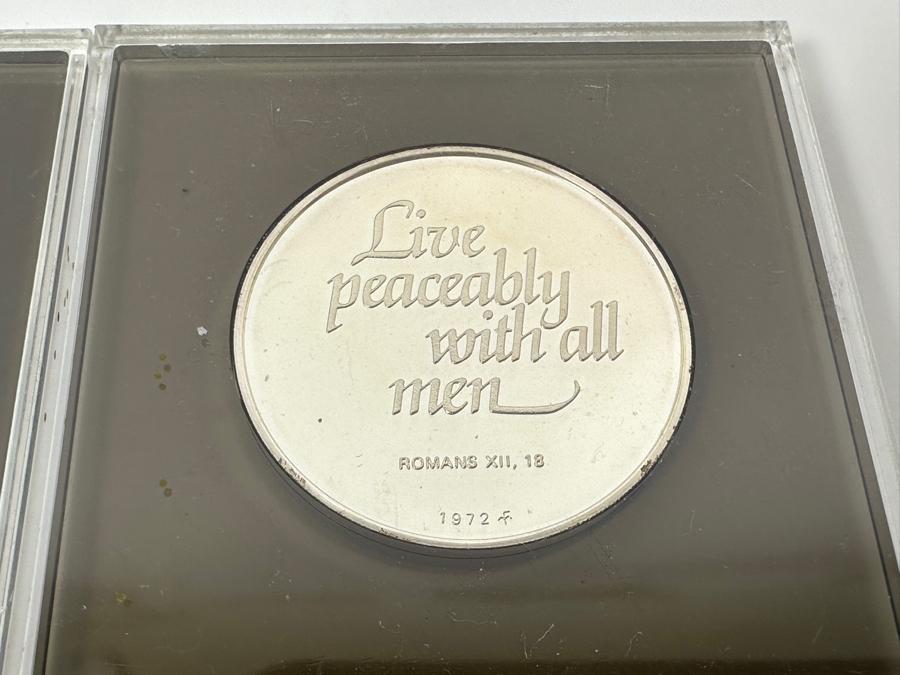 Live
peaceably
with all
men
ROMANS XII, 18
1972